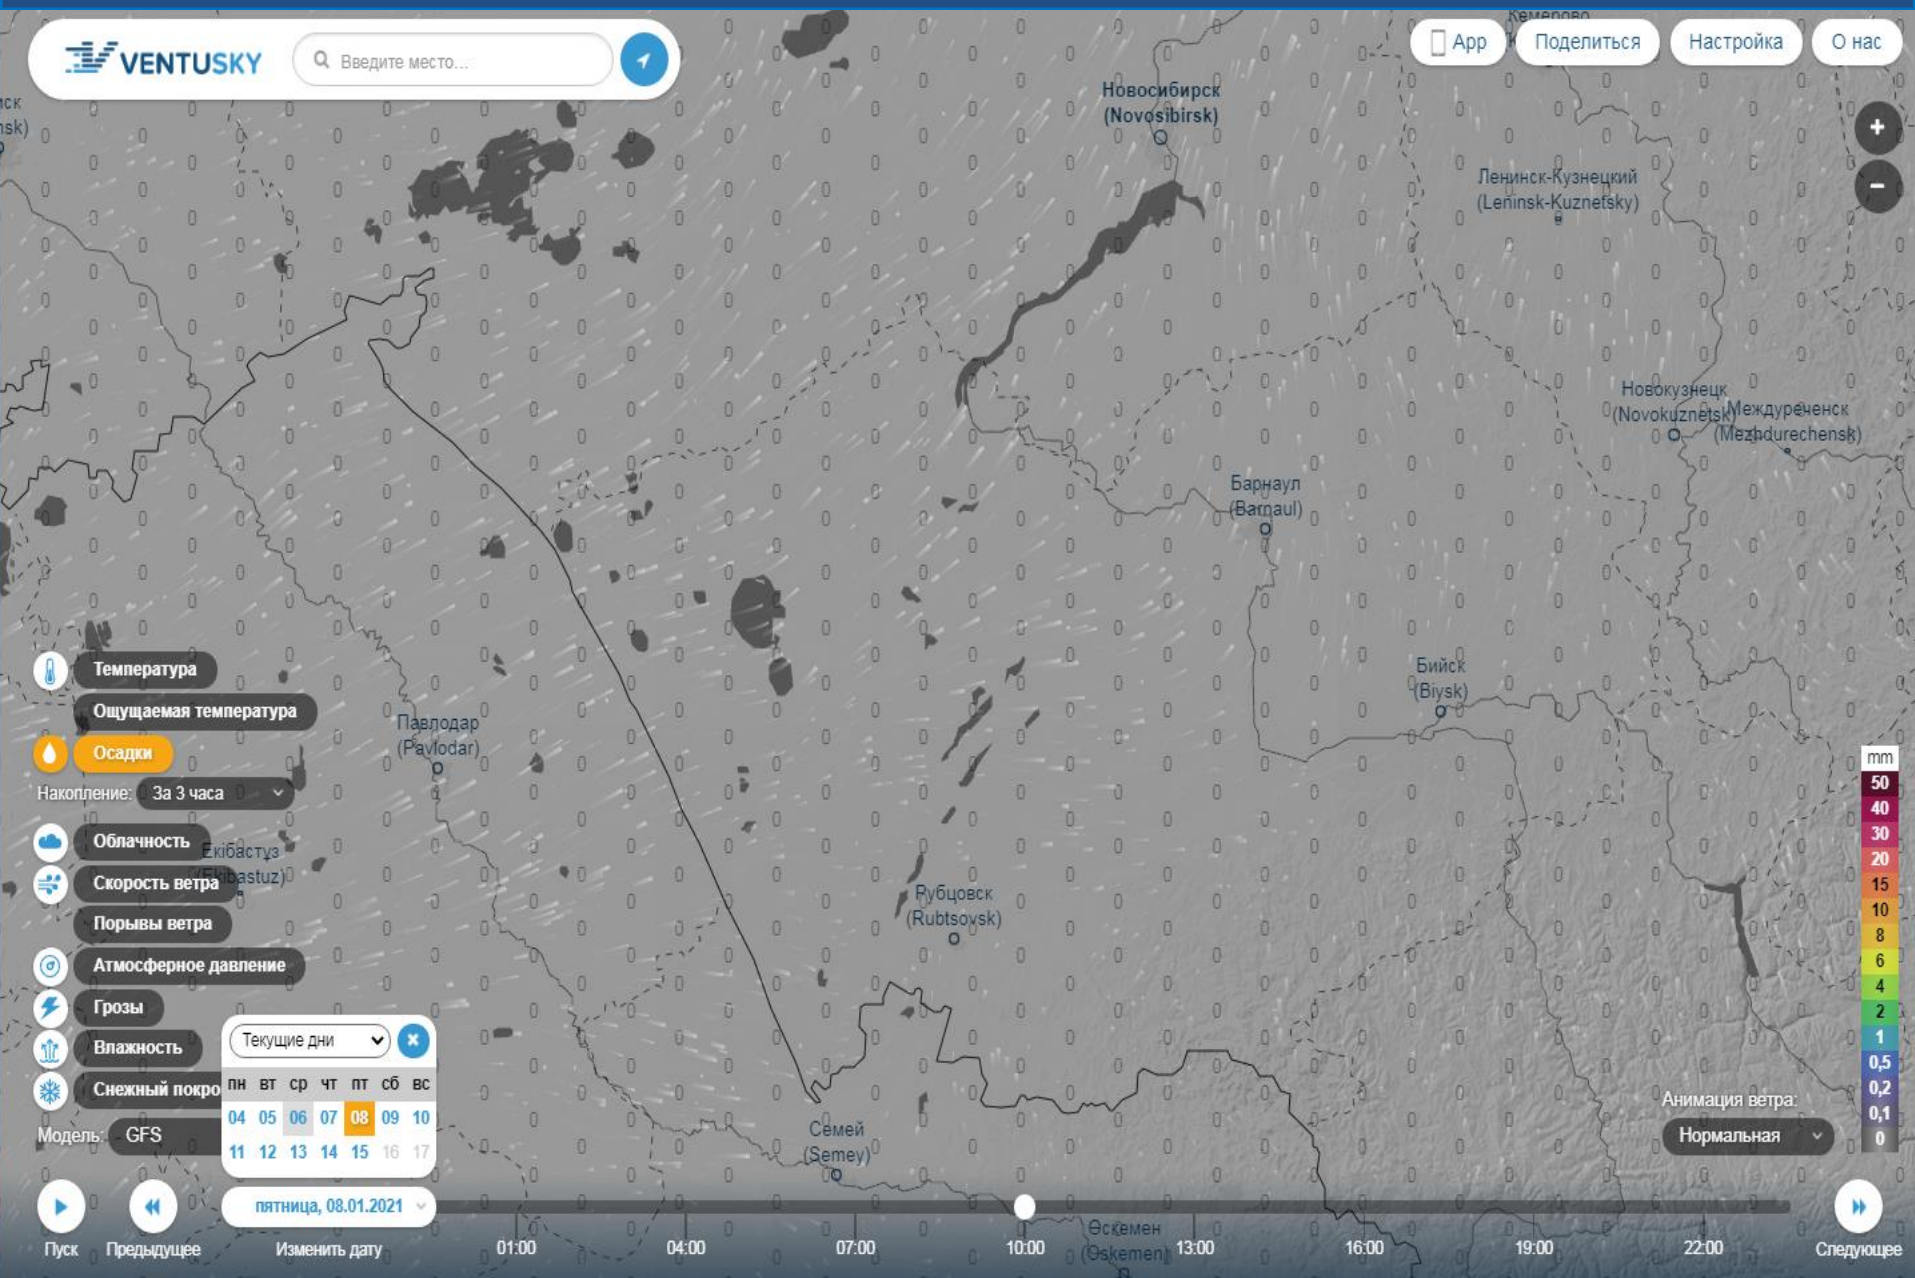 VENTUSKY
Введите место...
App
Поделиться
Настройка
О нас
Кемерово
Новосибирск
(Novosibirsk)
Ленинск-Кузнецкий
(Leninsk-Kuznetsky)
+
−
Новокузнецк
(Novokuznetsk)
Междуреченск
(Mezhdurechensk)
Барнаул
(Barnaul)
Бийск
(Biysk)
Павлодар
(Pavlodar)
Екібастұз
(Ekibastuz)
Рубцовск
(Rubtsovsk)
Семей
(Semey)
Өскемен
(Oskemen)
Температура
Ощущаемая температура
Осадки
Накопление: За 3 часа
Облачность
Скорость ветра
Порывы ветра
Атмосферное давление
Грозы
Влажность
Снежный покро
Модель: GFS
Текущие дни
пн вт ср чт пт сб вс
04 05 06 07 08 09 10
11 12 13 14 15 16 17
mm
50
40
30
20
15
10
8
6
4
2
1
0,5
0,2
0,1
0
Анимация ветра:
Нормальная
пятница, 08.01.2021
Пуск
Предыдущее
Изменить дату
01:00 04:00 07:00 10:00 13:00 16:00 19:00 22:00
Следующее